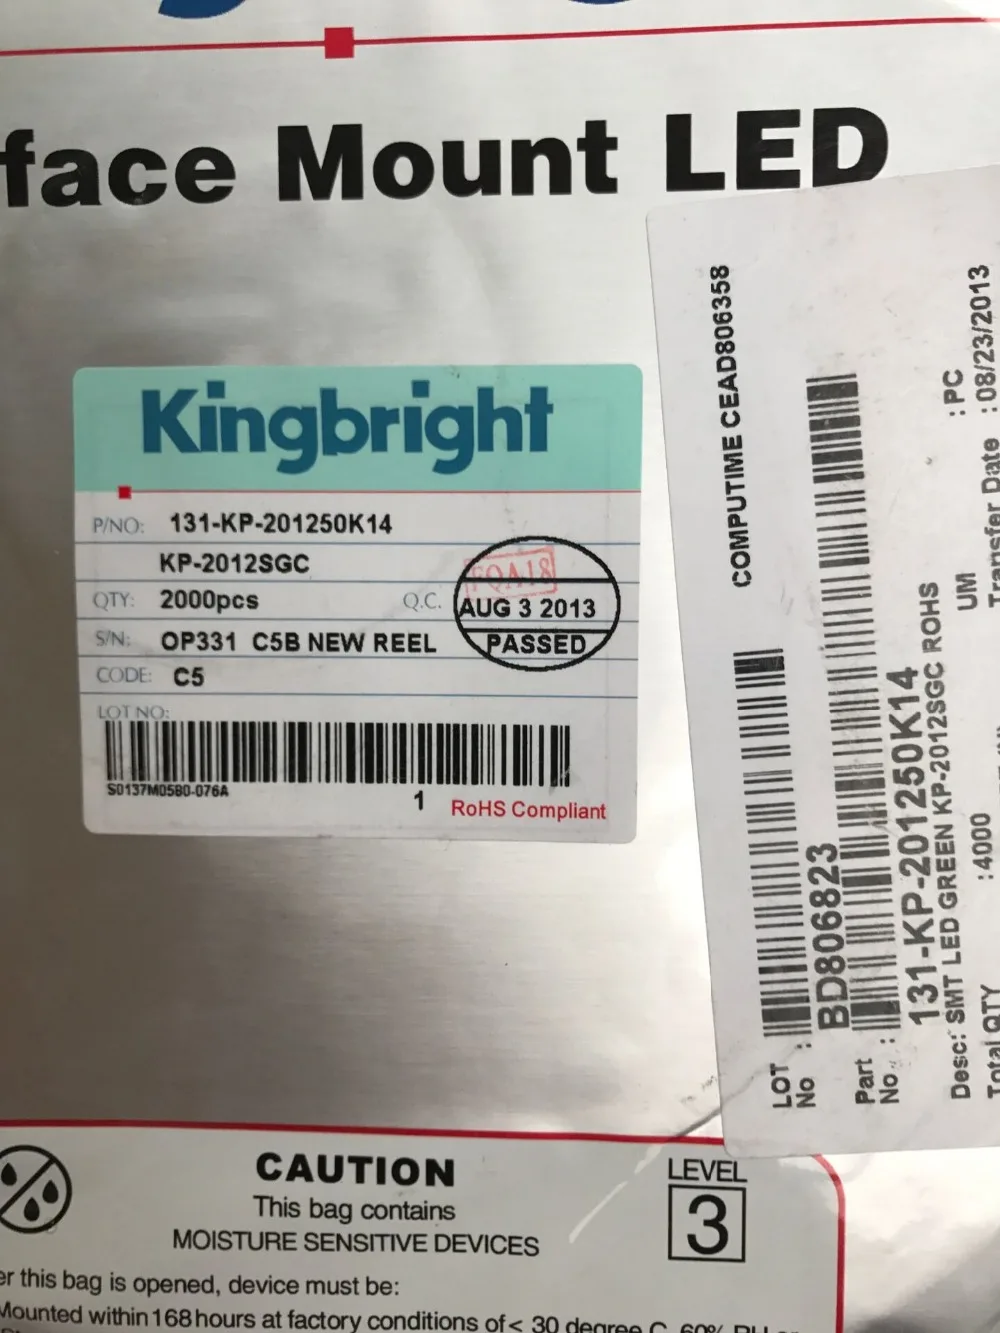 face Mount LED
Kingbright
P/NO: 131-KP-201250K14
KP-2012SGC
QTY: 2000pcs
Q.C.
FQA18
AUG 3 2013
PASSED
S/N: OP331 C5B NEW REEL
CODE: C5
LOT NO:
S0137M05B0-076A
1
RoHS Compliant
COMPUTIME CEAD806358
LOT No :
BD806823
Part No :
131-KP-201250K14
Desc: SMT LED GREEN KP-2012SGC ROHS
UM : PC
Total QTY :4000
Transfer Date :08/23/2013
CAUTION
This bag contains
MOISTURE SENSITIVE DEVICES
LEVEL
3
er this bag is opened, device must be:
Mounted within 168 hours at factory conditions of < 30 degree C, 60%